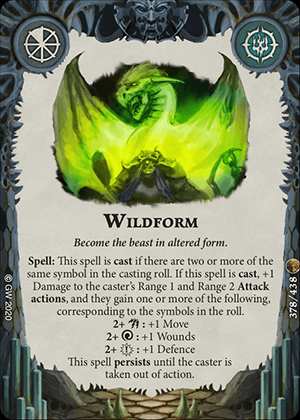 WILDFORM
Become the beast in altered form.
Spell: This spell is cast if there are two or more of the
same symbol in the casting roll. If this spell is cast, +1
Damage to the caster's Range 1 and Range 2 Attack
actions, and they gain one or more of the following,
corresponding to the symbols in the roll.
2+ : +1 Move
2+ : +1 Wounds
2+ : +1 Defence
This spell persists until the caster is
taken out of action.
© GW 2020
378/438